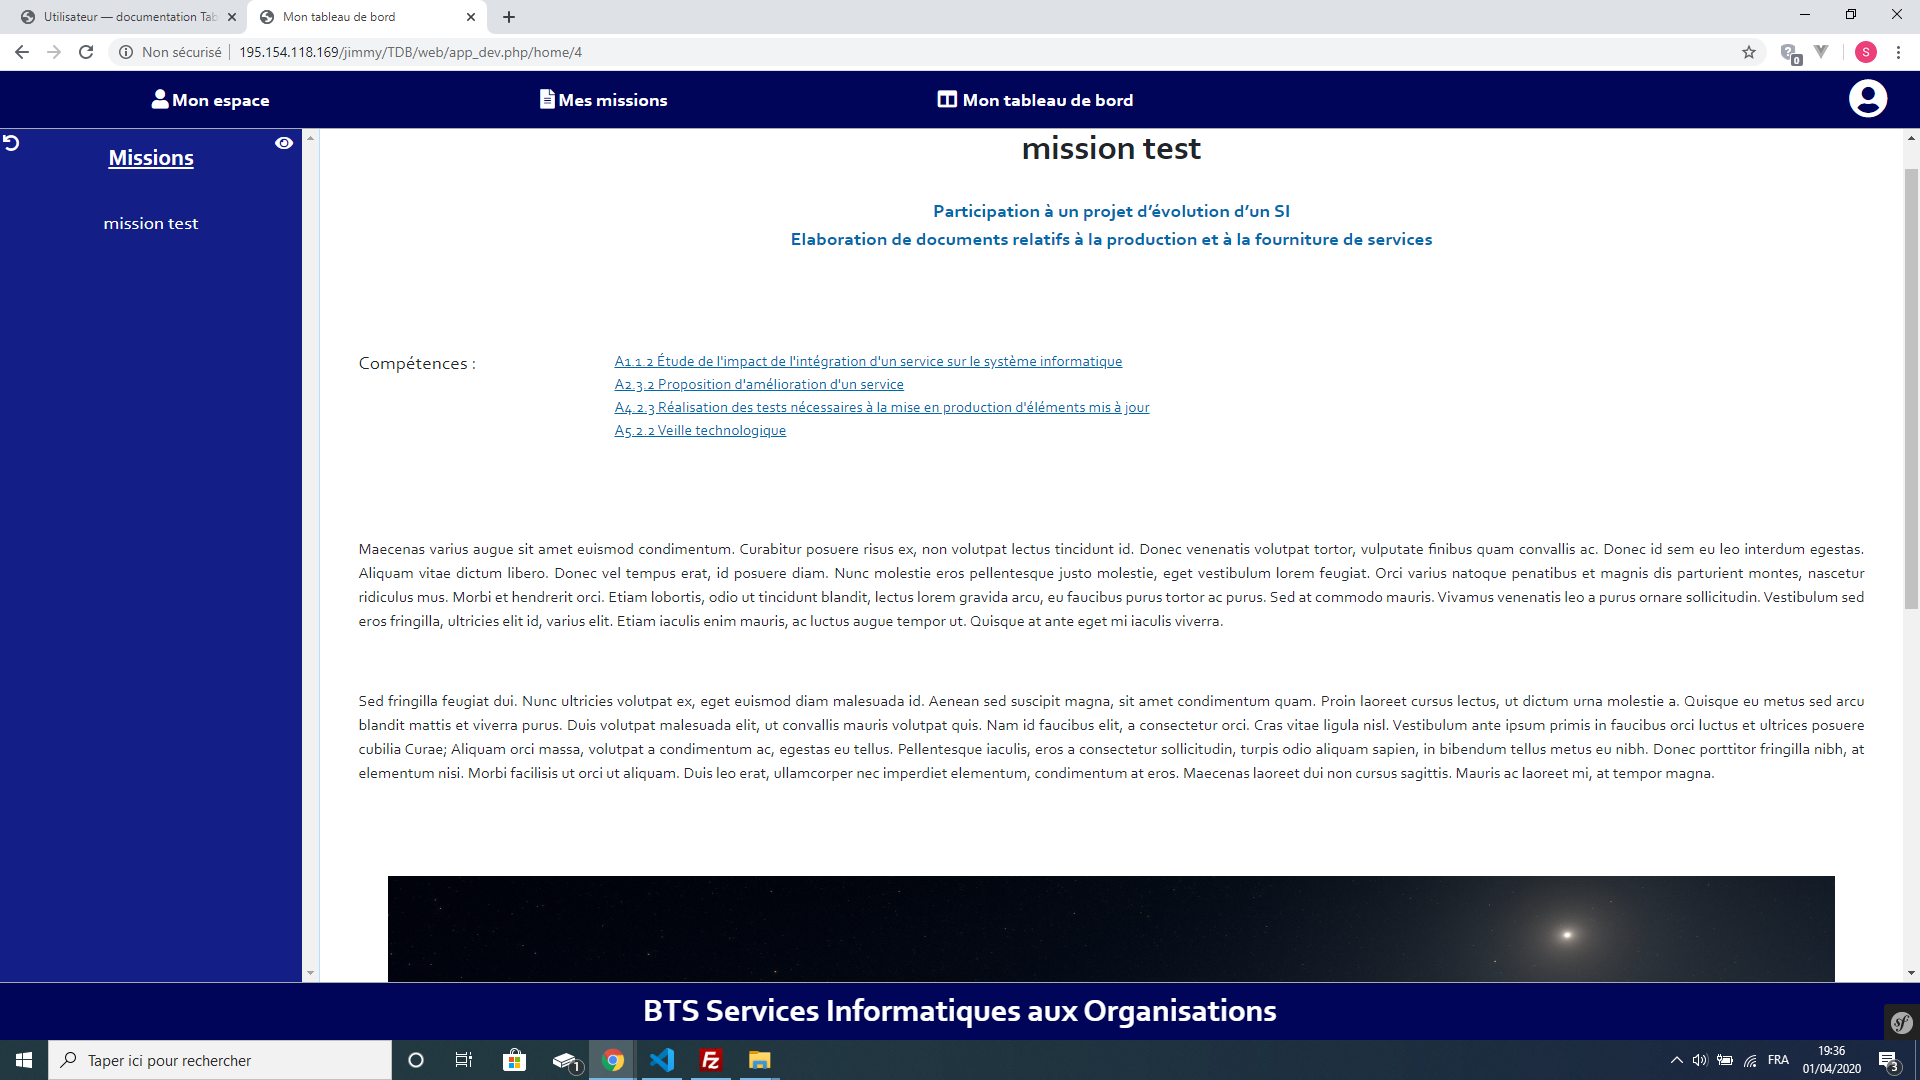 Utilisateur — documentation Tab
Mon tableau de bord
Non sécurisé
195.154.118.169/jimmy/TDB/web/app_dev.php/home/4
0
S
Mon espace
Mes missions
Mon tableau de bord
Missions
mission test
mission test
Participation à un projet d’évolution d’un SI
Elaboration de documents relatifs à la production et à la fourniture de services
Compétences :
A1.1.2 Étude de l'impact de l'intégration d'un service sur le système informatique
A2.3.2 Proposition d'amélioration d'un service
A4.2.3 Réalisation des tests nécessaires à la mise en production d'éléments mis à jour
A5.2.2 Veille technologique
Maecenas varius augue sit amet euismod condimentum. Curabitur posuere risus ex, non volutpat lectus tincidunt id. Donec venenatis volutpat tortor, vulputate finibus quam convallis ac. Donec id sem eu leo interdum egestas.
Aliquam vitae dictum libero. Donec vel tempus erat, id posuere diam. Nunc molestie eros pellentesque justo molestie, eget vestibulum lorem feugiat. Orci varius natoque penatibus et magnis dis parturient montes, nascetur
ridiculus mus. Morbi et hendrerit orci. Etiam lobortis, odio ut tincidunt blandit, lectus lorem gravida arcu, eu faucibus purus tortor ac purus. Sed at commodo mauris. Vivamus venenatis leo a purus ornare sollicitudin. Vestibulum sed
eros fringilla, ultricies elit id, varius elit. Etiam iaculis enim mauris, ac luctus augue tempor ut. Quisque at ante eget mi iaculis viverra.
Sed fringilla feugiat dui. Nunc ultricies volutpat ex, eget euismod diam malesuada id. Aenean sed suscipit magna, sit amet condimentum quam. Proin laoreet cursus lectus, ut dictum urna molestie a. Quisque eu metus sed arcu
blandit mattis et viverra purus. Duis volutpat malesuada elit, ut convallis mauris volutpat quis. Nam id faucibus elit, a consectetur orci. Cras vitae ligula nisl. Vestibulum ante ipsum primis in faucibus orci luctus et ultrices posuere
cubilia Curae; Aliquam orci massa, volutpat a condimentum ac, egestas eu tellus. Pellentesque iaculis, eros a consectetur sollicitudin, turpis odio aliquam sapien, in bibendum tellus metus eu nibh. Donec porttitor fringilla nibh, at
elementum nisi. Morbi facilisis ut orci ut aliquam. Duis leo erat, ullamcorper nec imperdiet elementum, condimentum at eros. Maecenas laoreet dui non cursus sagittis. Mauris ac laoreet mi, at tempor magna.
BTS Services Informatiques aux Organisations
sf
Taper ici pour rechercher
1
Fz
FRA
19:36
01/04/2020
3